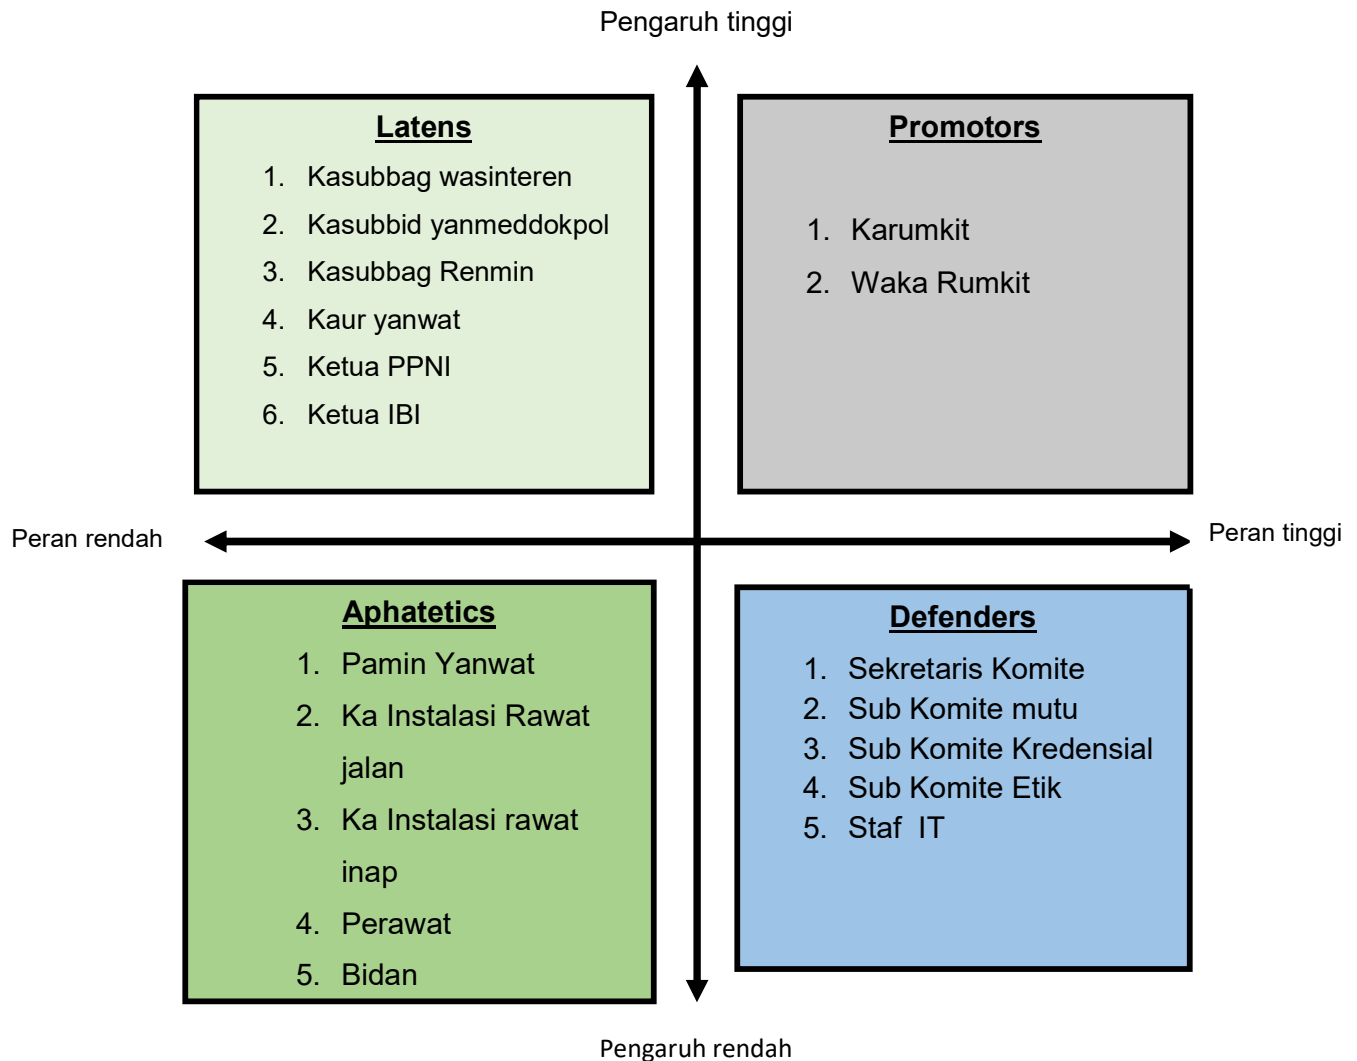 Pengaruh tinggi
Latens
1. Kasubbag wasinteren
2. Kasubbid yanmeddokpol
3. Kasubbag Renmin
4. Kaur yanwat
5. Ketua PPNI
6. Ketua IBI
Promotors
1. Karumkit
2. Waka Rumkit
Peran rendah
Peran tinggi
Aphatetics
1. Pamin Yanwat
2. Ka Instalasi Rawat
jalan
3. Ka Instalasi rawat
inap
4. Perawat
5. Bidan
Defenders
1. Sekretaris Komite
2. Sub Komite mutu
3. Sub Komite Kredensial
4. Sub Komite Etik
5. Staf IT
Pengaruh rendah